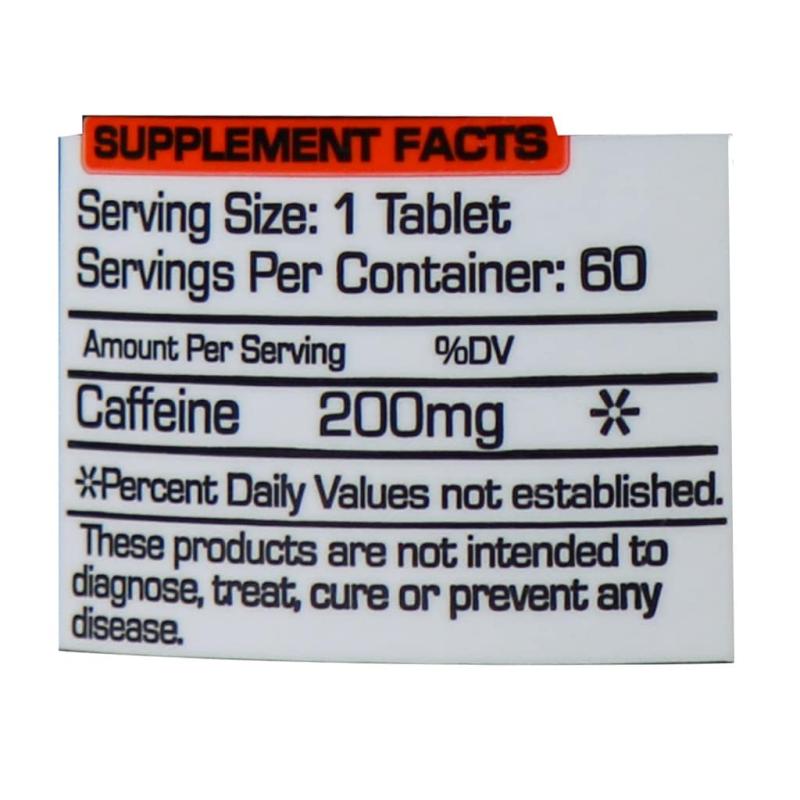 SUPPLEMENT FACTS
Serving Size: 1 Tablet
Servings Per Container: 60
Amount Per Serving %DV
Caffeine 200mg *
*Percent Daily Values not established.
These products are not intended to
diagnose, treat, cure or prevent any
disease.